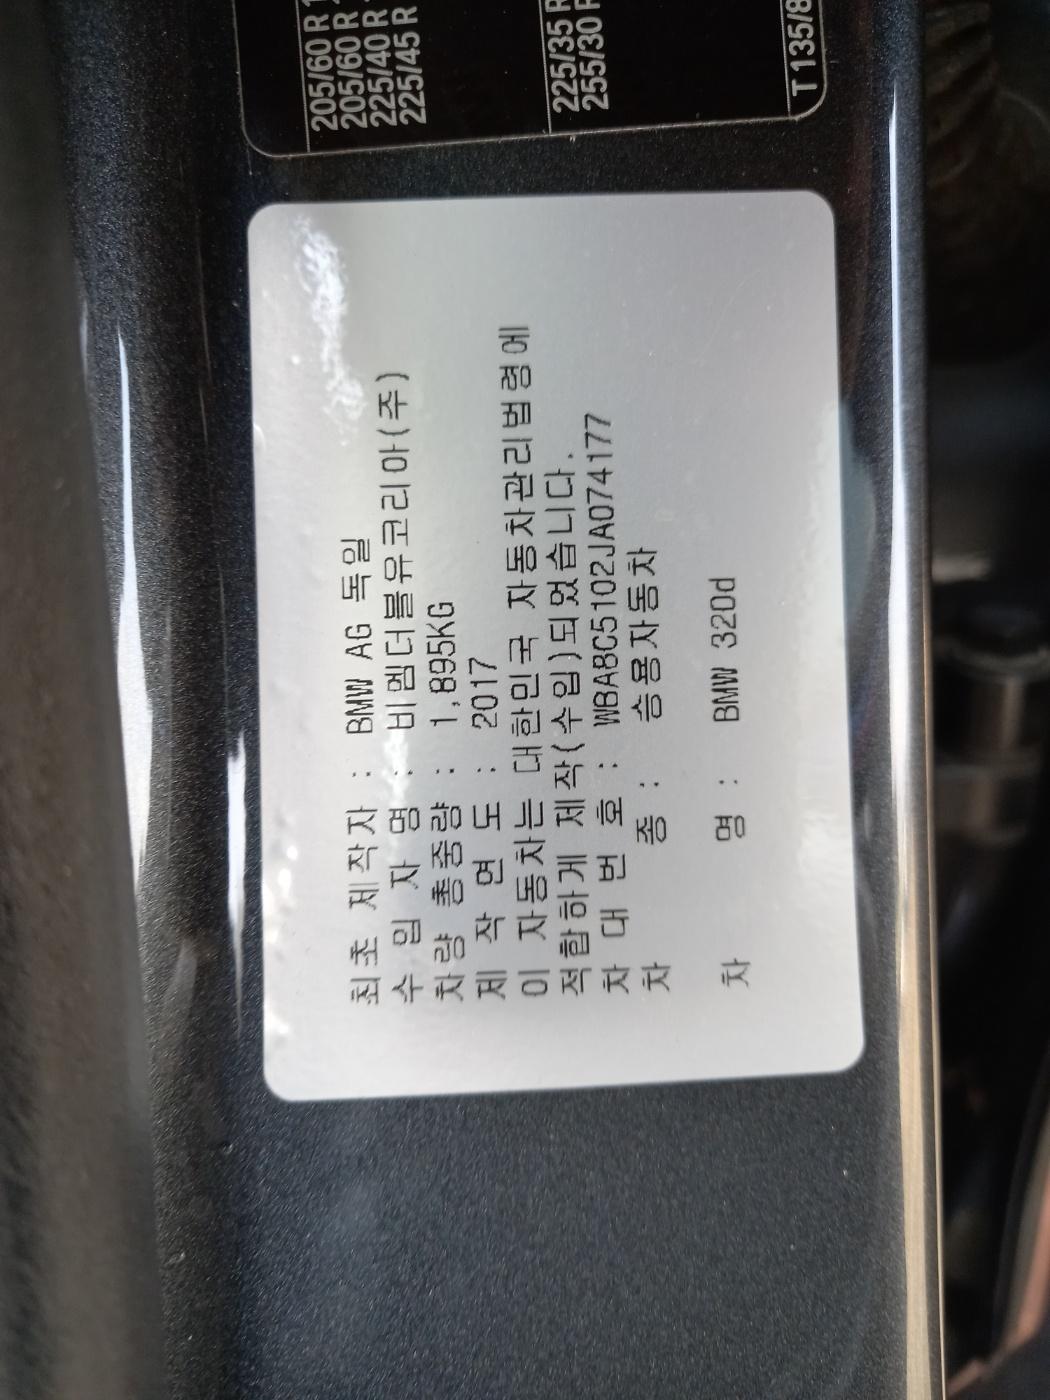 205/60 R
205/60 R
225/40 R
225/45 R
225/35 R
255/30 R
T 135/8
최초 제작자 : BMW AG 독일
수 입 자 명 : 비엠더블유코리아(주)
차량 총중량 : 1,895KG
제 작 연 도 : 2017
이 자동차는 대한민국 자동차관리법령에
적합하게 제작(수입)되었습니다.
차 대 번 호 : WBA8C5102JA074177
차 종 : 승용자동차
차 명 : BMW 320d